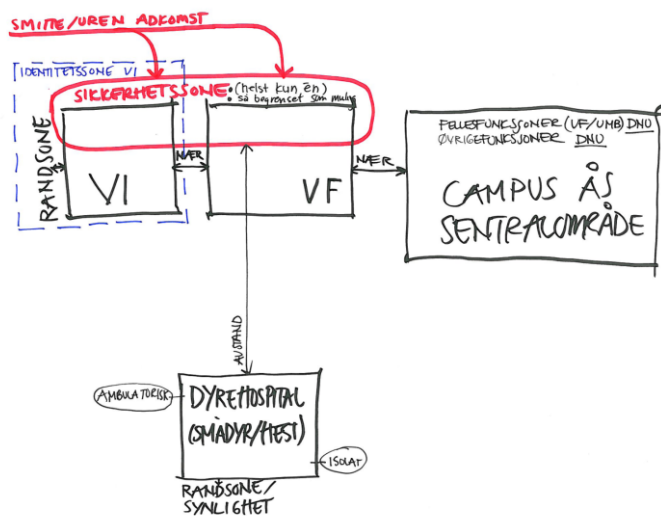 SMITTE/UREN ADKOMST
IDENTITETSSONE VI
SIKKERHETSSONE
• (helst kun én)
• så begrenset som mulig
RANDSONE
VI
NÆR
VF
NÆR
FELLESFUNKSJONER (VF/UMB) DNU
ØVRIGE FUNKSJONER DNU
CAMPUS ÅS
SENTRALOMRÅDE
AVSTAND
AMBULATORISK
DYREHOSPITAL
(SMÅDYR/HEST)
ISOLAT
RANDSONE/
SYNLIGHET